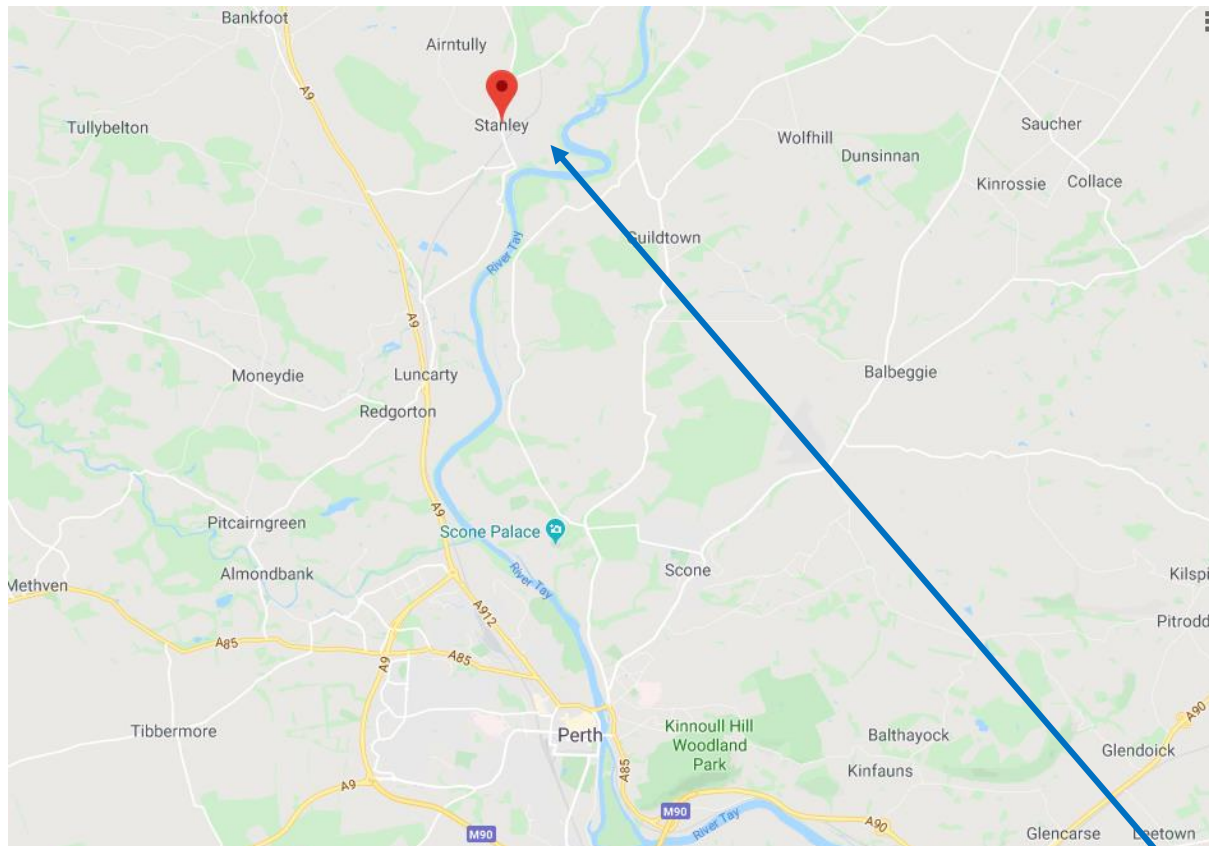 Bankfoot
Airntully
A9
Stanley
Tullybelton
Wolfhill
Saucher
Dunsinnan
Kinrossie
Collace
Guildtown
River Tay
A9
Moneydie
Luncarty
Balbeggie
Redgorton
A9
Pitcairngreen
Scone Palace
Almondbank
Scone
River Tay
Methven
Kilspi
A912
Pitrodd
A85
A9
A85
A90
Tibbermore
Perth
Kinnoull Hill
Woodland
Park
Balthayock
Glendoick
Kinfauns
A85
A9
M90
M90
A90
River Tay
Glencarse
Leetown